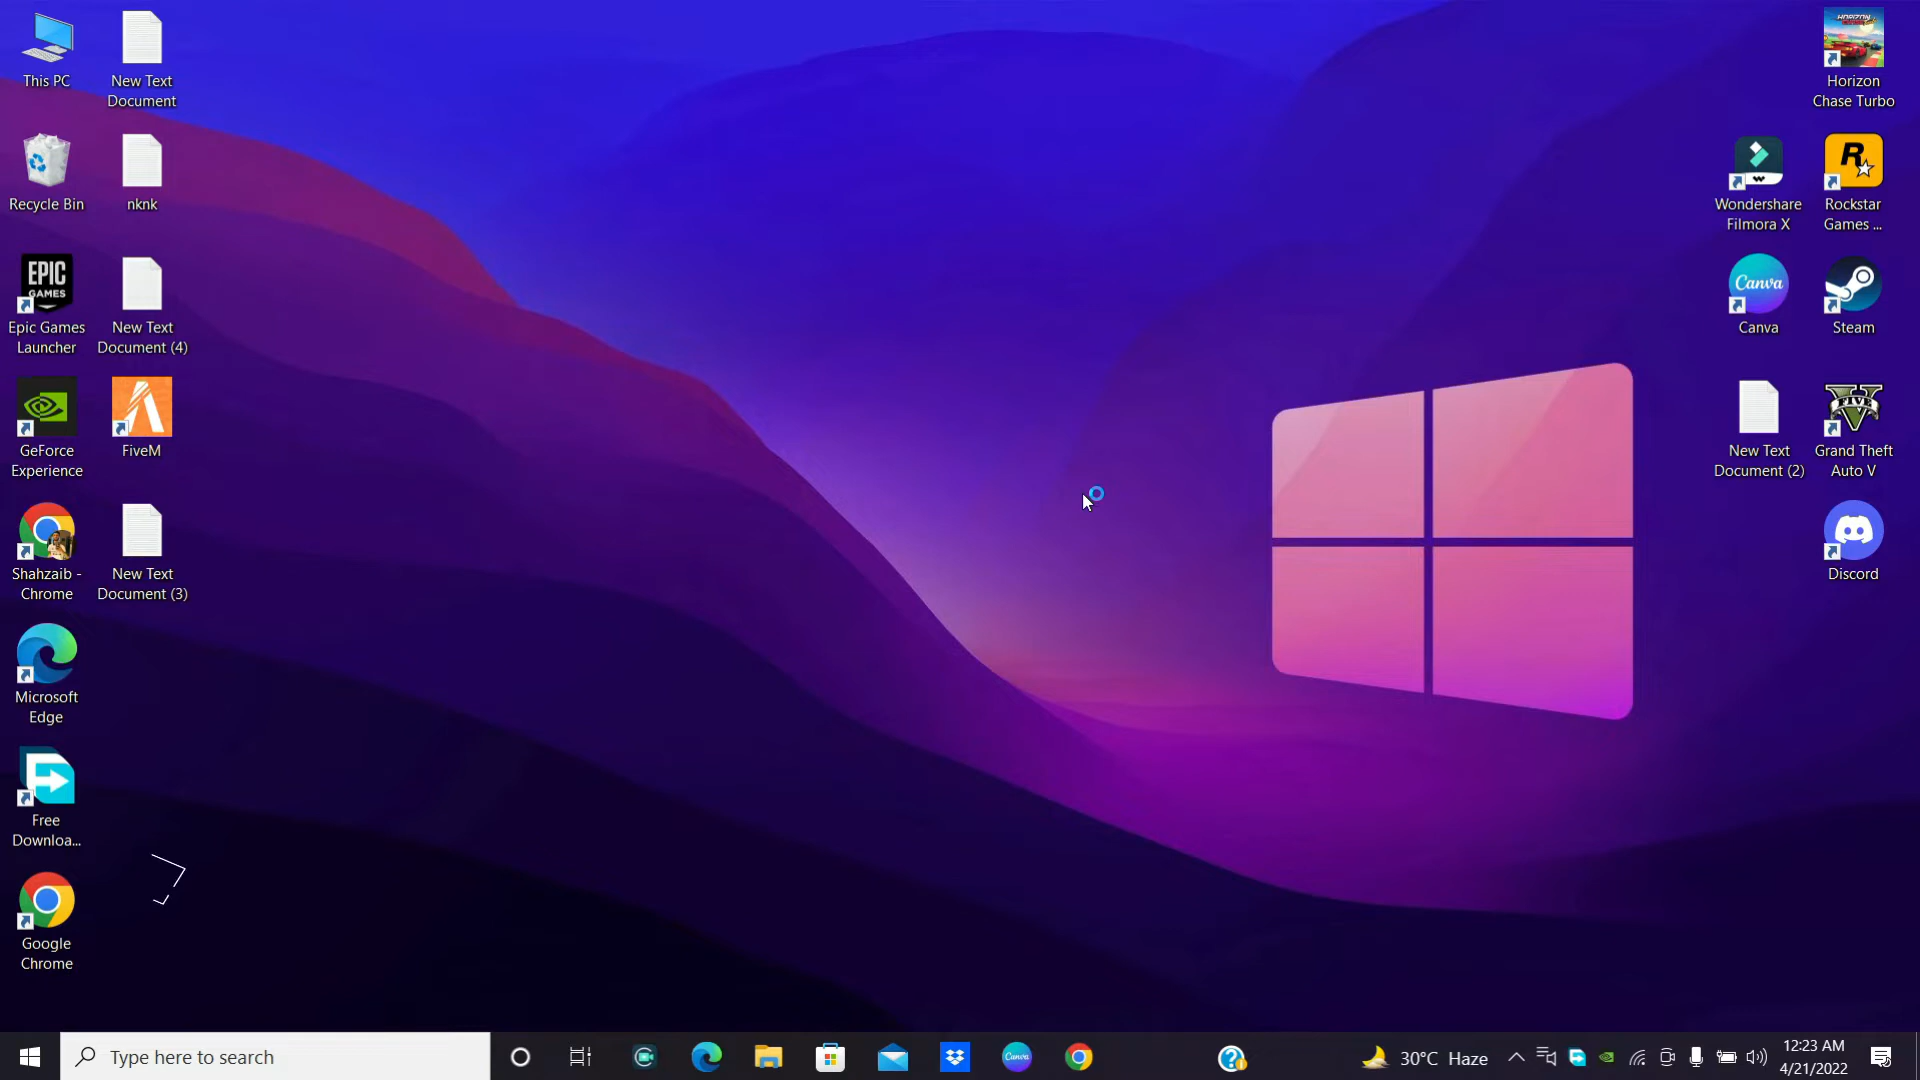 This PC
New Text
Document
Recycle Bin
nknk
EPIC
GAMES
Epic Games
Launcher
New Text
Document (4)
GeForce
Experience
FiveM
Shahzaib -
Chrome
New Text
Document (3)
Microsoft
Edge
Free
Downloa...
Google
Chrome
HORIZON
Horizon
Chase Turbo
Wondershare
Filmora X
R
Rockstar
Games ...
Canva
Canva
Steam
New Text
Document (2)
FIVE
Grand Theft
Auto V
Discord
Type here to search
Canva
30°C Haze
12:23 AM
4/21/2022